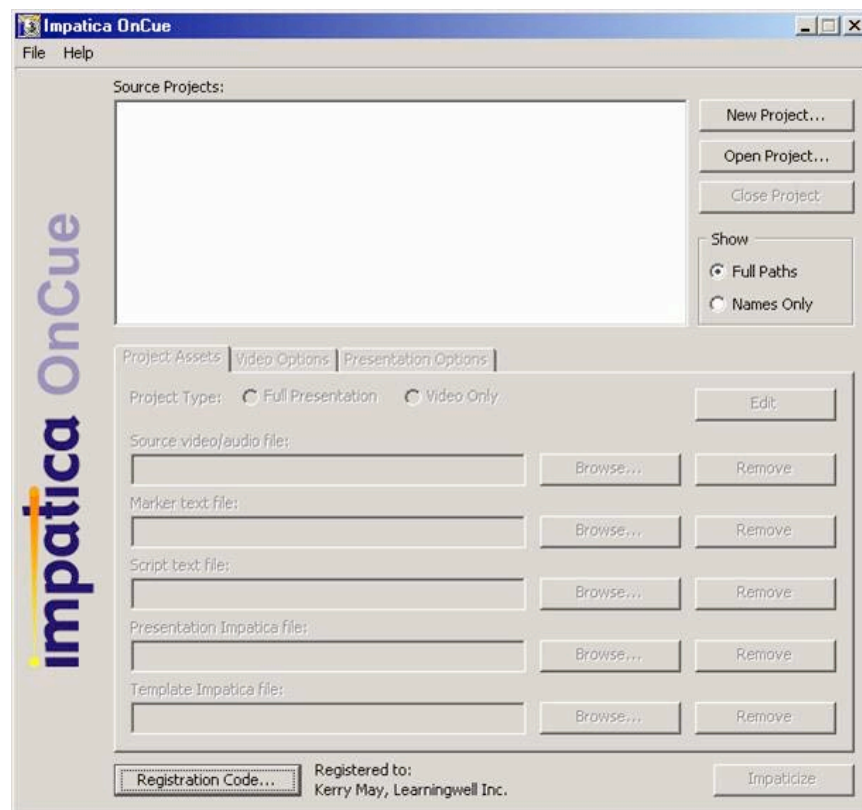 Impatica OnCue
File Help
Source Projects:
New Project...
Open Project...
Close Project
Show
Full Paths
Names Only
impatica OnCue
Project Assets Video Options Presentation Options
Project Type: Full Presentation Video Only Edit
Source video/audio file:
Browse... Remove
Marker text file:
Browse... Remove
Script text file:
Browse... Remove
Presentation Impatica file:
Browse... Remove
Template Impatica file:
Browse... Remove
Registration Code... Registered to:
Kerry May, Learningwell Inc.
Impaticize